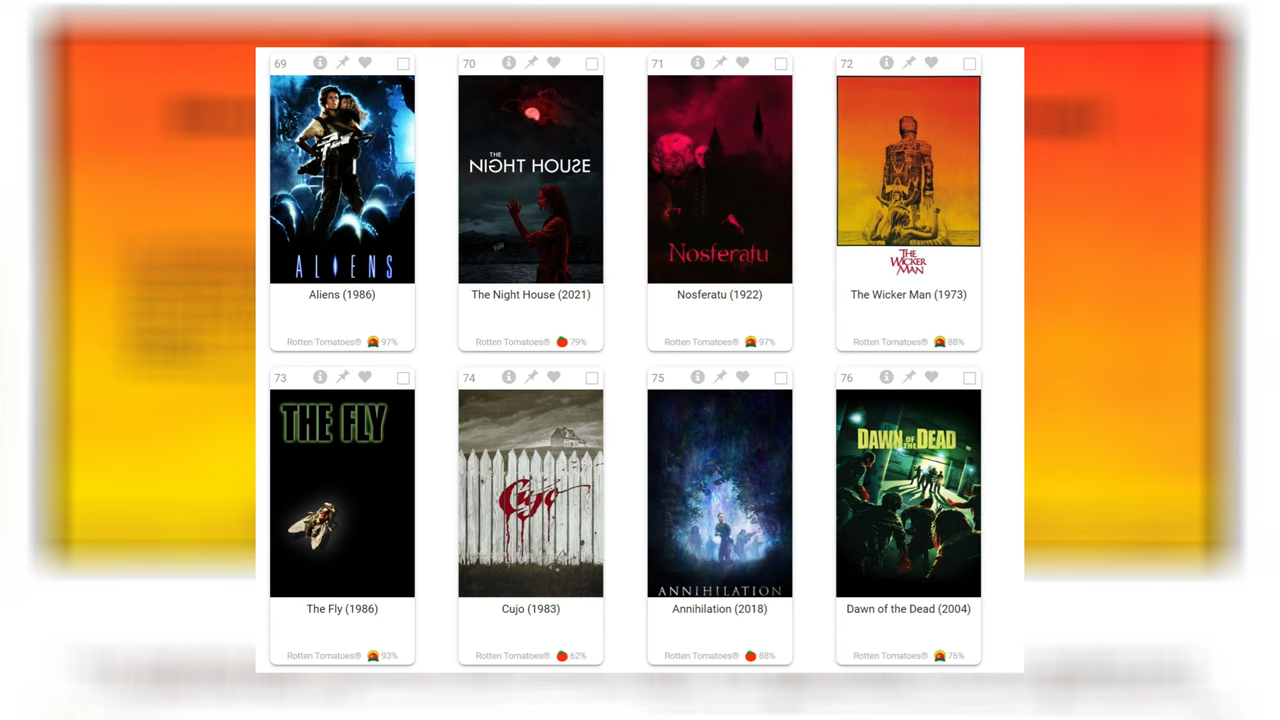 69
70
71
72
ALIENS
THE
NIGHT HOUSE
Nosferatu
THE
WICKER
MAN
Aliens (1986)
The Night House (2021)
Nosferatu (1922)
The Wicker Man (1973)
Rotten Tomatoes® 97%
Rotten Tomatoes® 79%
Rotten Tomatoes® 97%
Rotten Tomatoes® 88%
73
74
75
76
THE FLY
Cujo
ANNIHILATION
DAWN OF THE DEAD
The Fly (1986)
Cujo (1983)
Annihilation (2018)
Dawn of the Dead (2004)
Rotten Tomatoes® 93%
Rotten Tomatoes® 62%
Rotten Tomatoes® 88%
Rotten Tomatoes® 76%